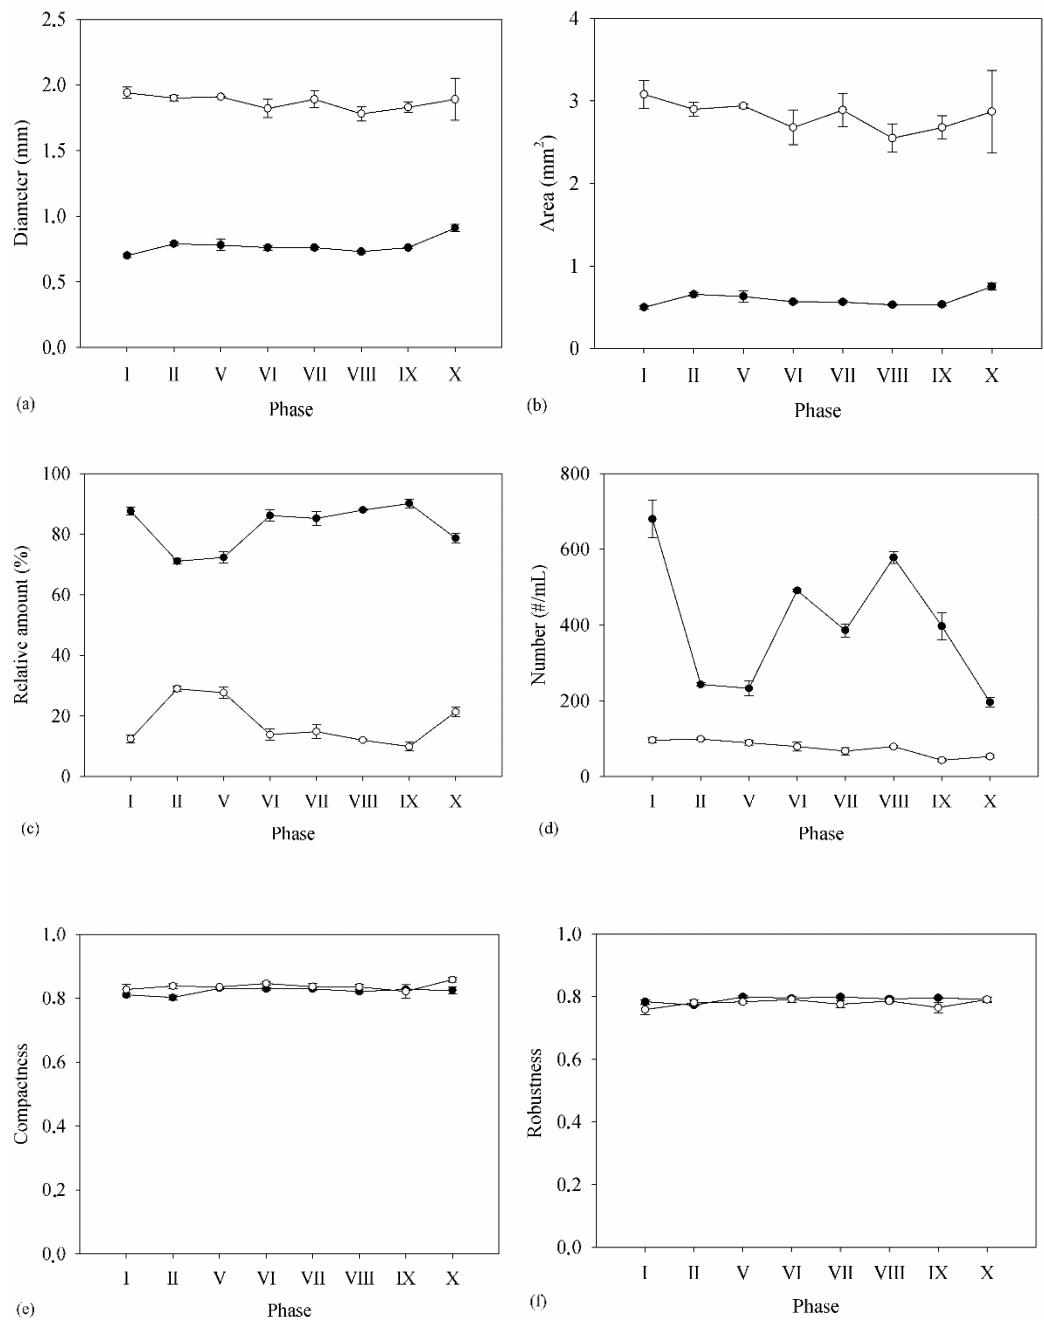 2.5
2.0
1.5
1.0
0.5
0.0
Diameter (mm)
I II V VI VII VIII IX X
(a)
Phase
4
3
2
1
0
Area (mm²)
I II V VI VII VIII IX X
(b)
Phase
100
80
60
40
20
0
Relative amount (%)
I II V VI VII VIII IX X
(c)
Phase
800
600
400
200
0
Number (#/mL)
I II V VI VII VIII IX X
(d)
Phase
1.0
0.8
0.6
0.4
0.2
0.0
Compactness
I II V VI VII VIII IX X
(e)
Phase
1.0
0.8
0.6
0.4
0.2
0.0
Robustness
I II V VI VII VIII IX X
(f)
Phase